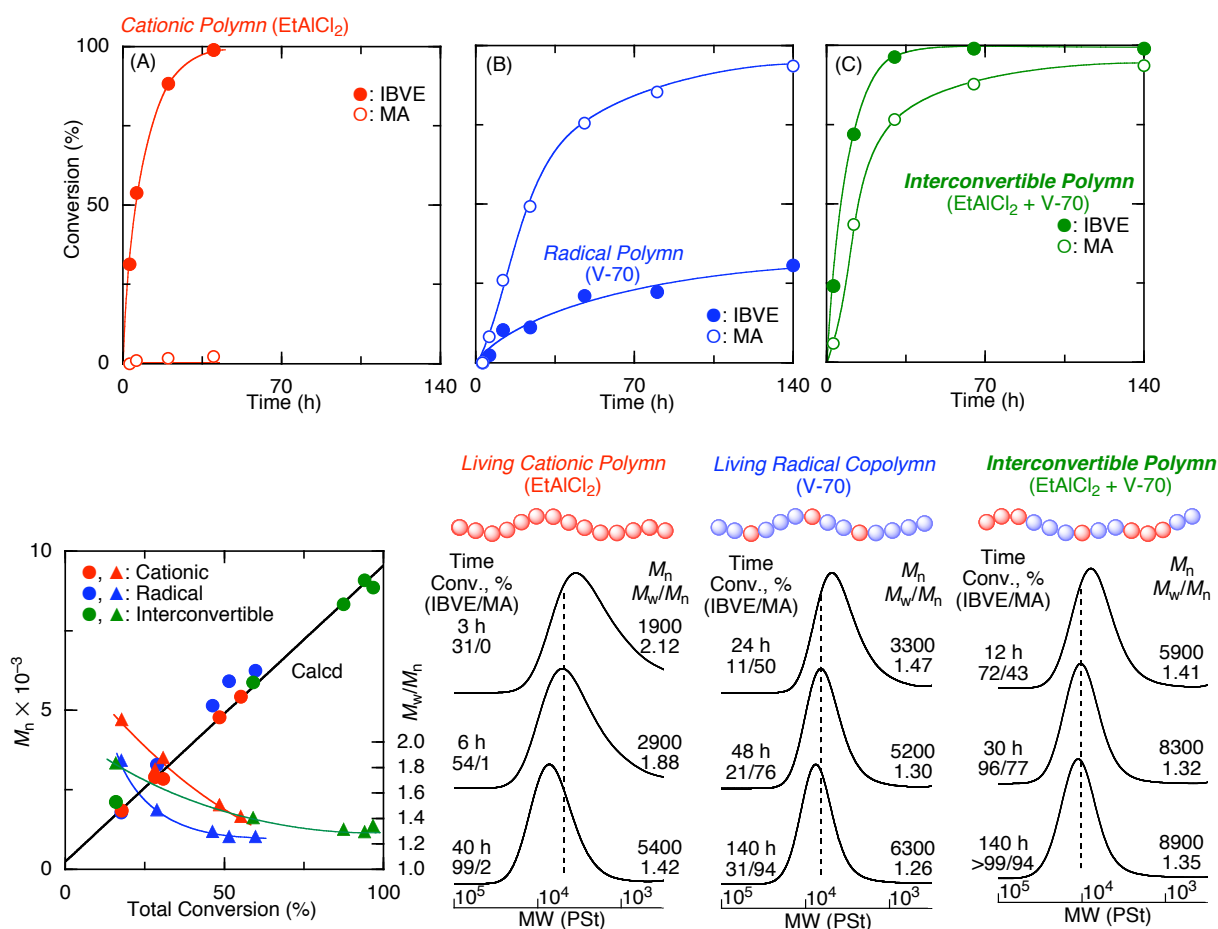 Cationic Polymn (EtAlCl₂)
100
50
0
Conversion (%)
(A)
●: IBVE
○: MA
0
70
140
Time (h)
(B)
Radical Polymn
(V-70)
●: IBVE
○: MA
0
70
140
Time (h)
(C)
Interconvertible Polymn
(EtAlCl₂ + V-70)
●: IBVE
○: MA
0
70
140
Time (h)
10
5
0
Mn × 10⁻³
●, ▲: Cationic
●, ▲: Radical
●, ▲: Interconvertible
Calcd
Mw/Mn
2.0
1.8
1.6
1.4
1.2
1.0
0
50
100
Total Conversion (%)
Living Cationic Polymn
(EtAlCl₂)
Time
Conv., %
(IBVE/MA)
Mn
Mw/Mn
3 h
31/0
1900
2.12
6 h
54/1
2900
1.88
40 h
99/2
5400
1.42
10⁵
10⁴
10³
MW (PSt)
Living Radical Copolymn
(V-70)
Time
Conv., %
(IBVE/MA)
Mn
Mw/Mn
24 h
11/50
3300
1.47
48 h
21/76
5200
1.30
140 h
31/94
6300
1.26
10⁵
10⁴
10³
MW (PSt)
Interconvertible Polymn
(EtAlCl₂ + V-70)
Time
Conv., %
(IBVE/MA)
Mn
Mw/Mn
12 h
72/43
5900
1.41
30 h
96/77
8300
1.32
140 h
>99/94
8900
1.35
10⁵
10⁴
10³
MW (PSt)